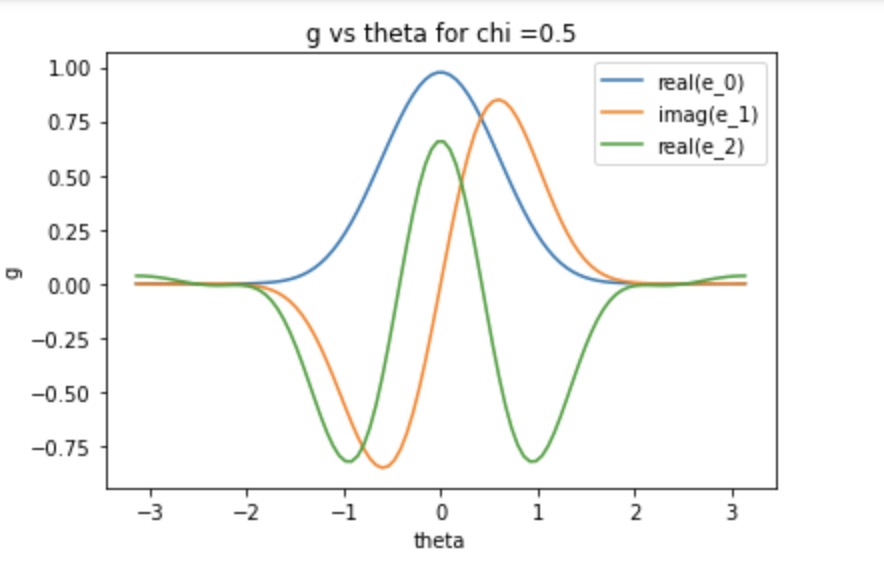 g vs theta for chi =0.5
real(e_0)
imag(e_1)
real(e_2)
1.00
0.75
0.50
0.25
0.00
−0.25
−0.50
−0.75
g
−3 −2 −1 0 1 2 3
theta